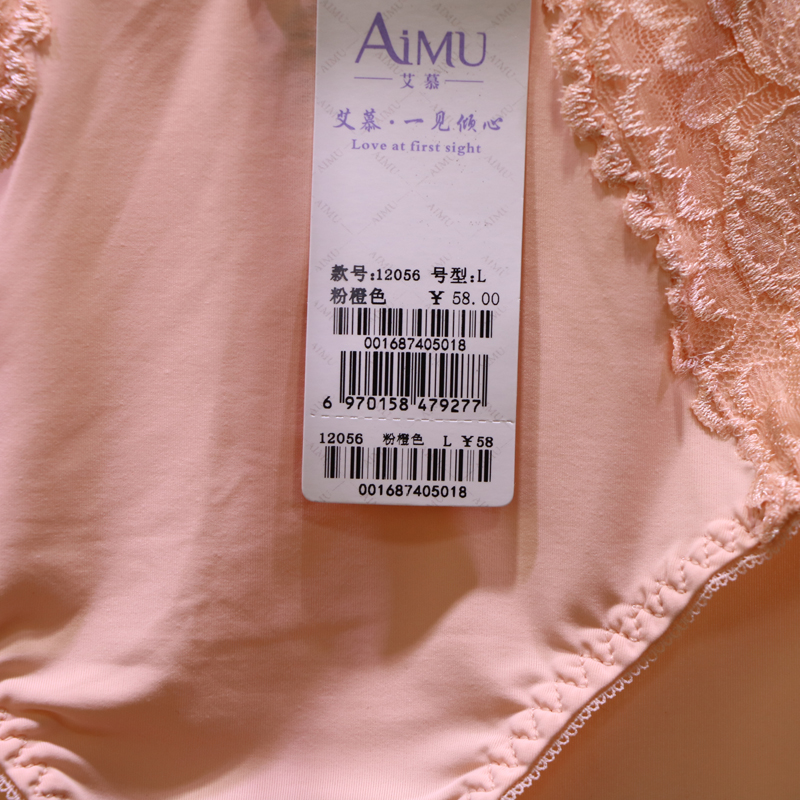 AiMU
艾慕
艾慕·一见倾心
Love at first sight
款号:12056 号型:L
粉橙色 ¥ 58.00
001687405018
6 970158 479277
12056 粉橙色 L ¥58
001687405018